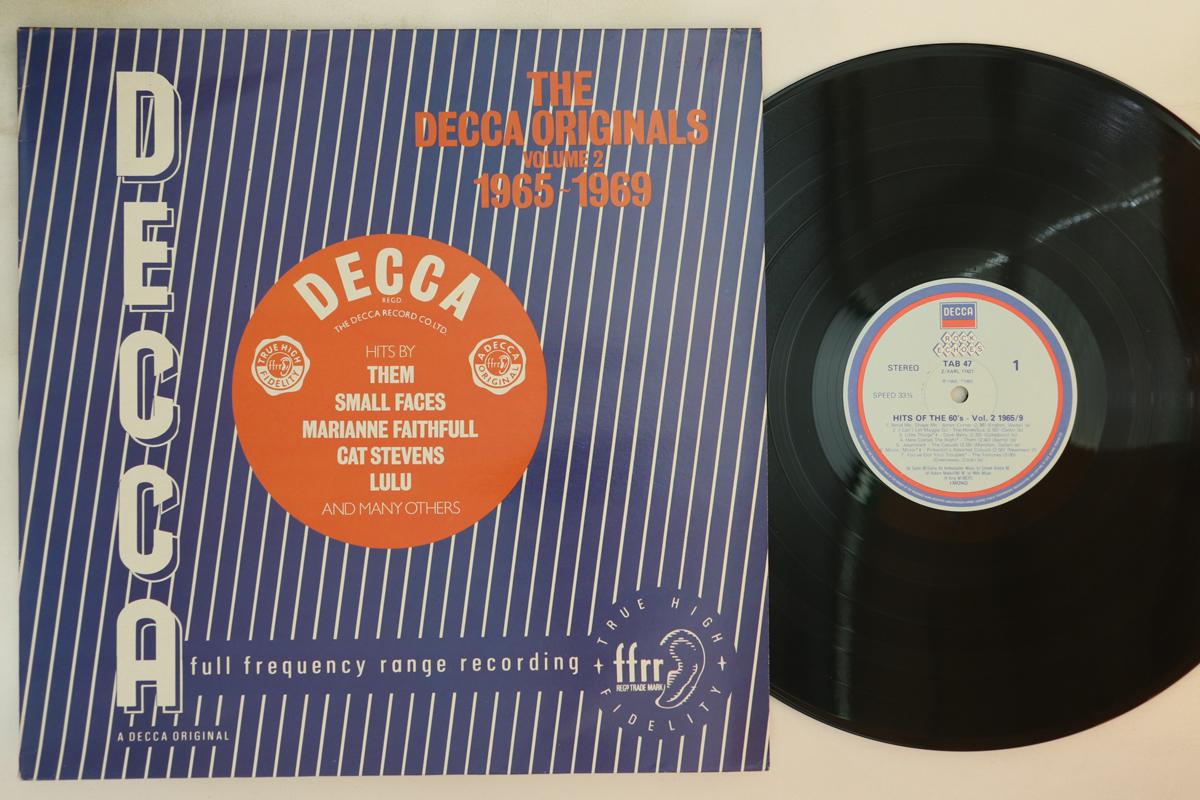 DECCA
THE
DECCA ORIGINALS
VOLUME 2
1965-1969
DECCA
REGD.
THE DECCA RECORD CO. LTD.
TRUE HIGH
ffrr
FIDELITY
A DECCA
ffrr
ORIGINAL
HITS BY
THEM
SMALL FACES
MARIANNE FAITHFULL
CAT STEVENS
LULU
AND MANY OTHERS
full frequency range recording
TRUE HIGH
ffrr
REGD TRADE MARK
FIDELITY
A DECCA ORIGINAL
DECCA
ROCK
ECHOES
STEREO
TAB 47
1
SPEED 33⅓
HITS OF THE 60's - Vol. 2 1965/9